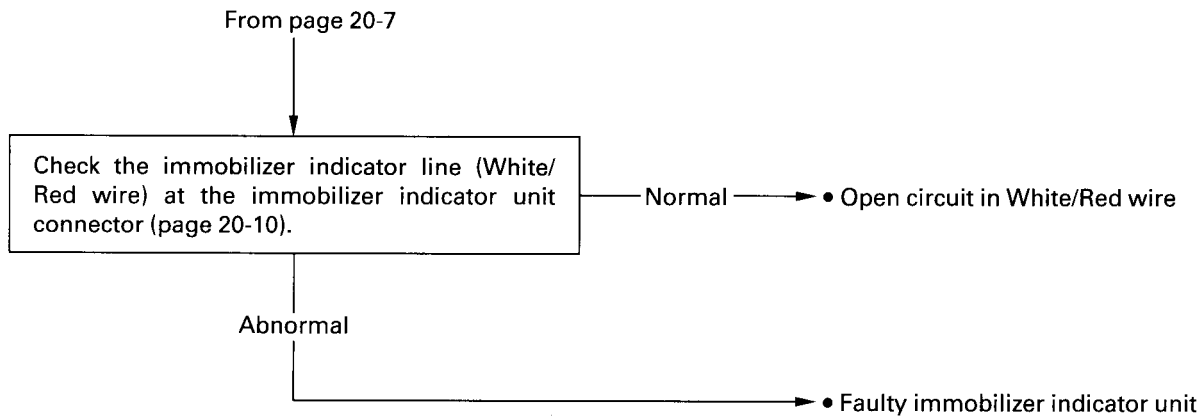 From page 20-7
Check the immobilizer indicator line (White/
Red wire) at the immobilizer indicator unit
connector (page 20-10).
Normal
• Open circuit in White/Red wire
Abnormal
• Faulty immobilizer indicator unit